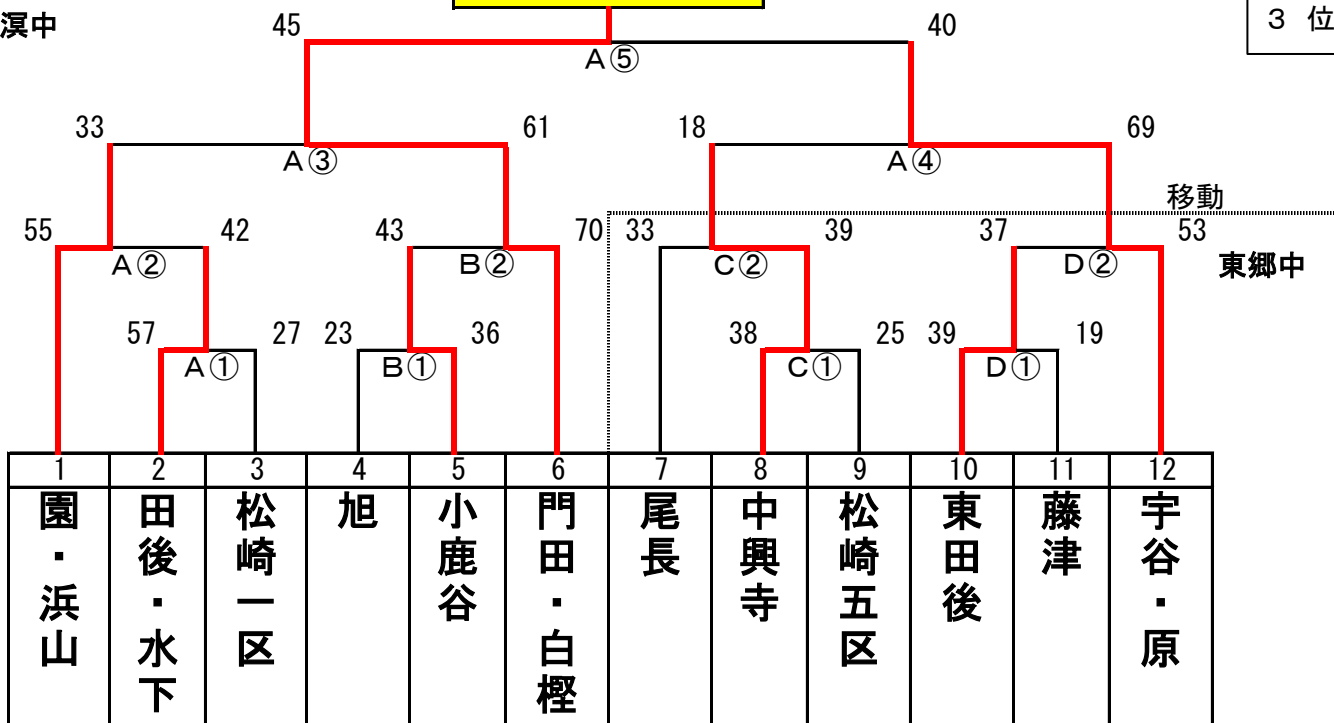 溟中
45
40
3 位
A⑤
33
61
18
69
A③
A④
移動
55
42
43
70
33
39
37
53
A②
B②
C②
D②
東郷中
57
27
23
36
38
25
39
19
A①
B①
C①
D①
1 2 3 4 5 6 7 8 9 10 11 12
園・浜山
田後・水下
松崎一区
旭
小鹿谷
門田・白樫
尾長
中興寺
松崎五区
東田後
藤津
宇谷・原